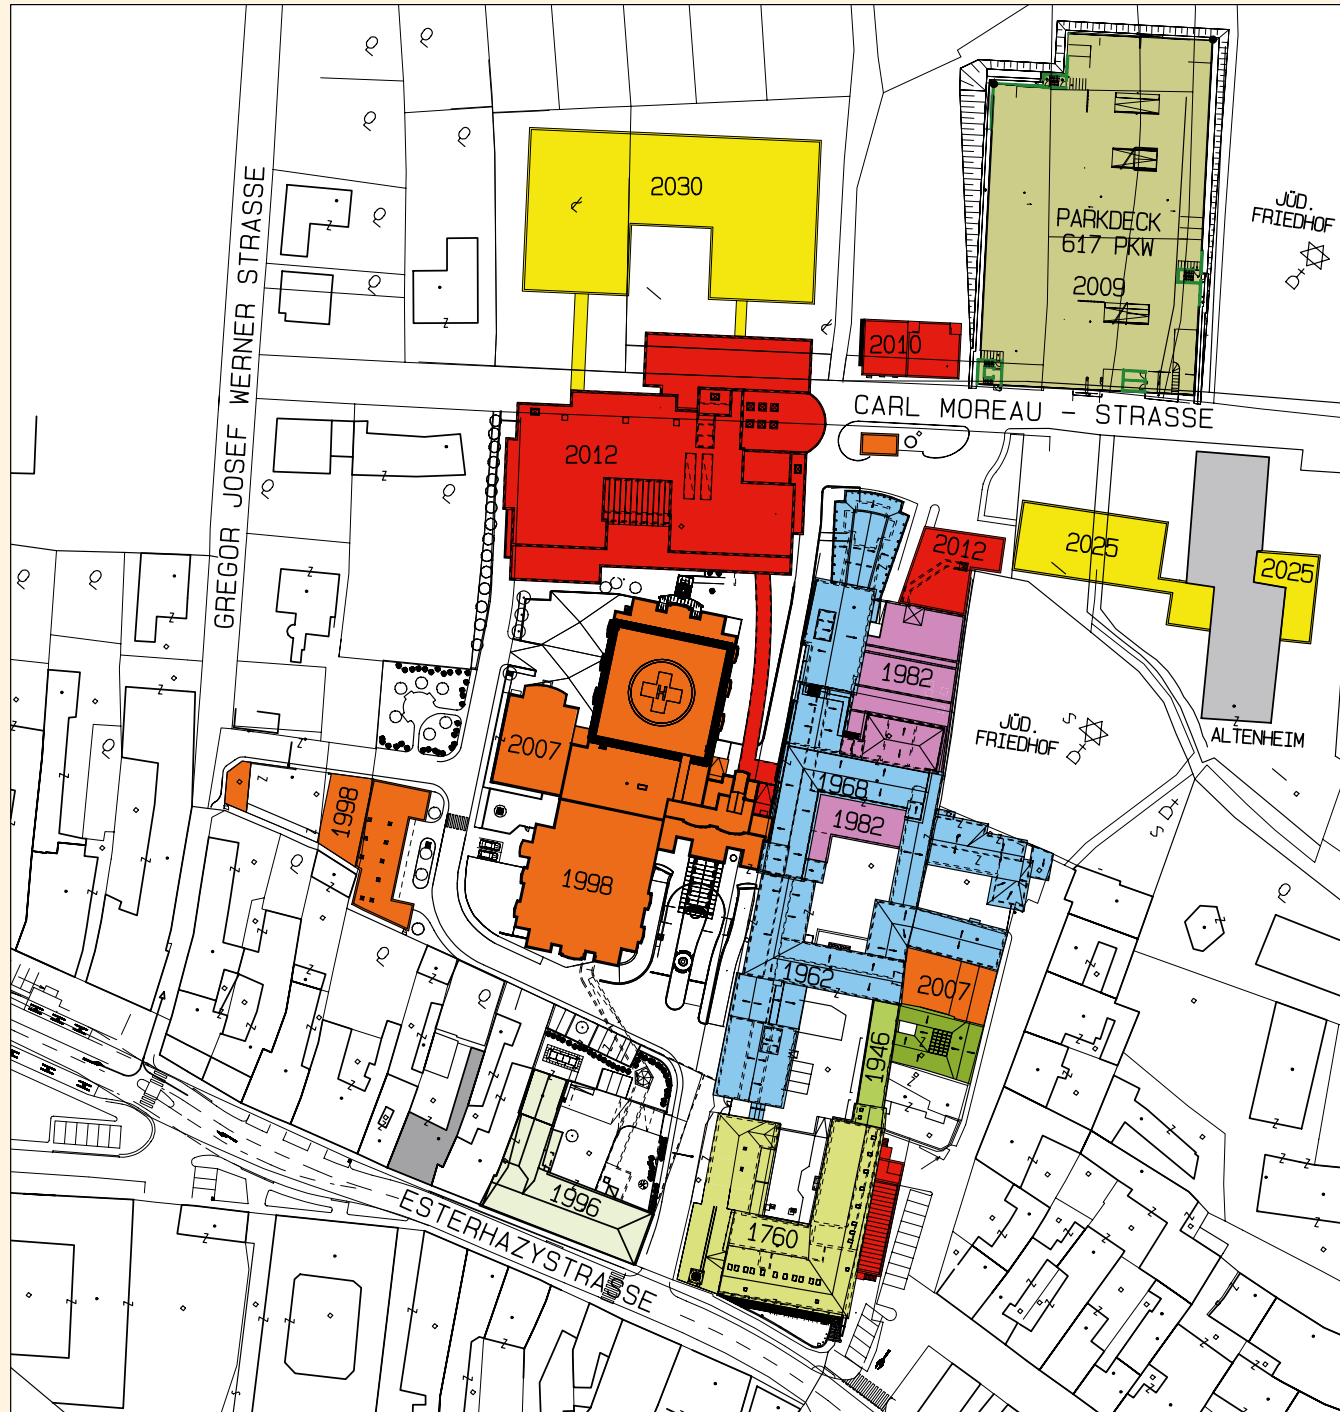 2030
JÜD.
FRIEDHOF
PARKDECK
617 PKW
2009
GREGOR JOSEF WERNER STRASSE
2010
CARL MOREAU - STRASSE
2012
2012
2025
2025
1982
JÜD.
FRIEDHOF
ALTENHEIM
H
2007
1968
1998
1982
1998
1962
2007
1946
1996
1760
ESTERHAZYSTRASSE